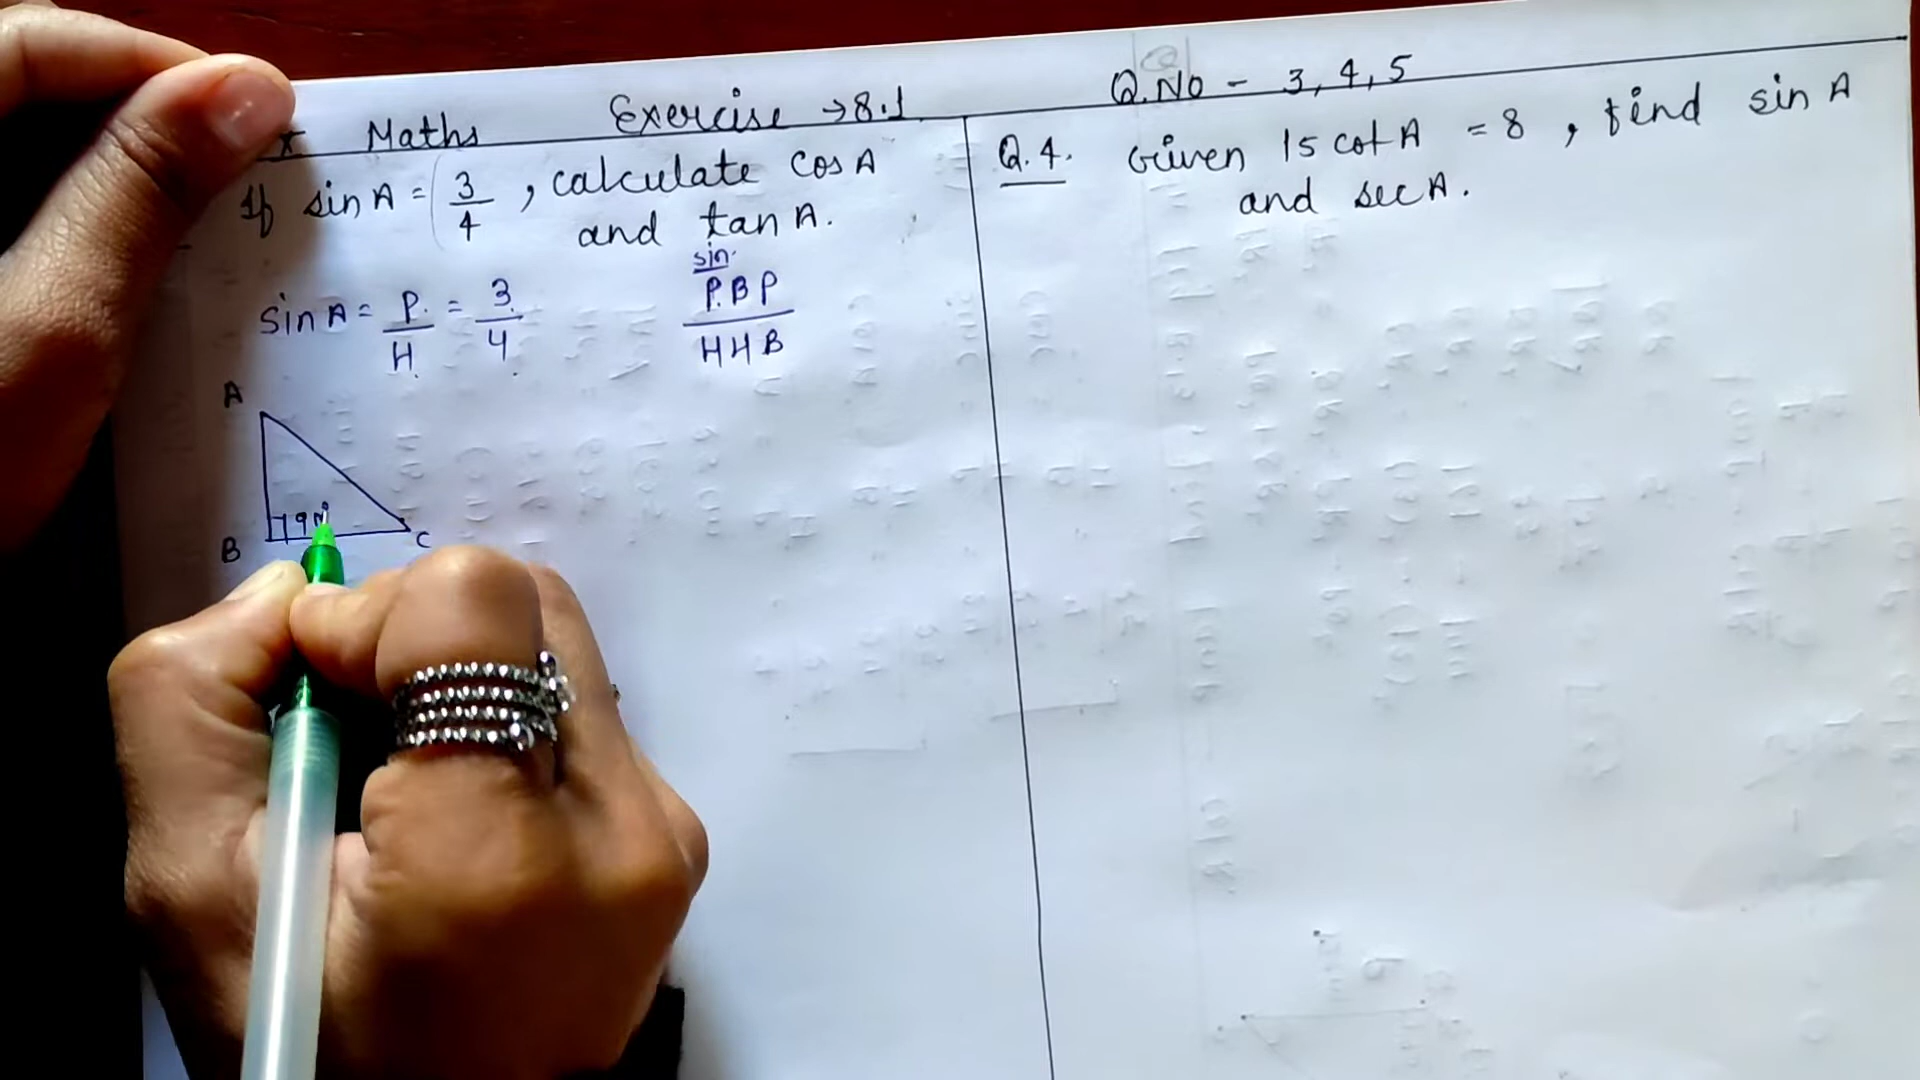 Maths Exercise → 8.1 Q.No - 3, 4, 5
If sin A = 3/4, calculate cos A
and tan A.
sin A = P/H = 3/4
sin
P B P
H H B
A
B 90° C
Q.4. Given 15 cot A = 8, find sin A
and sec A.